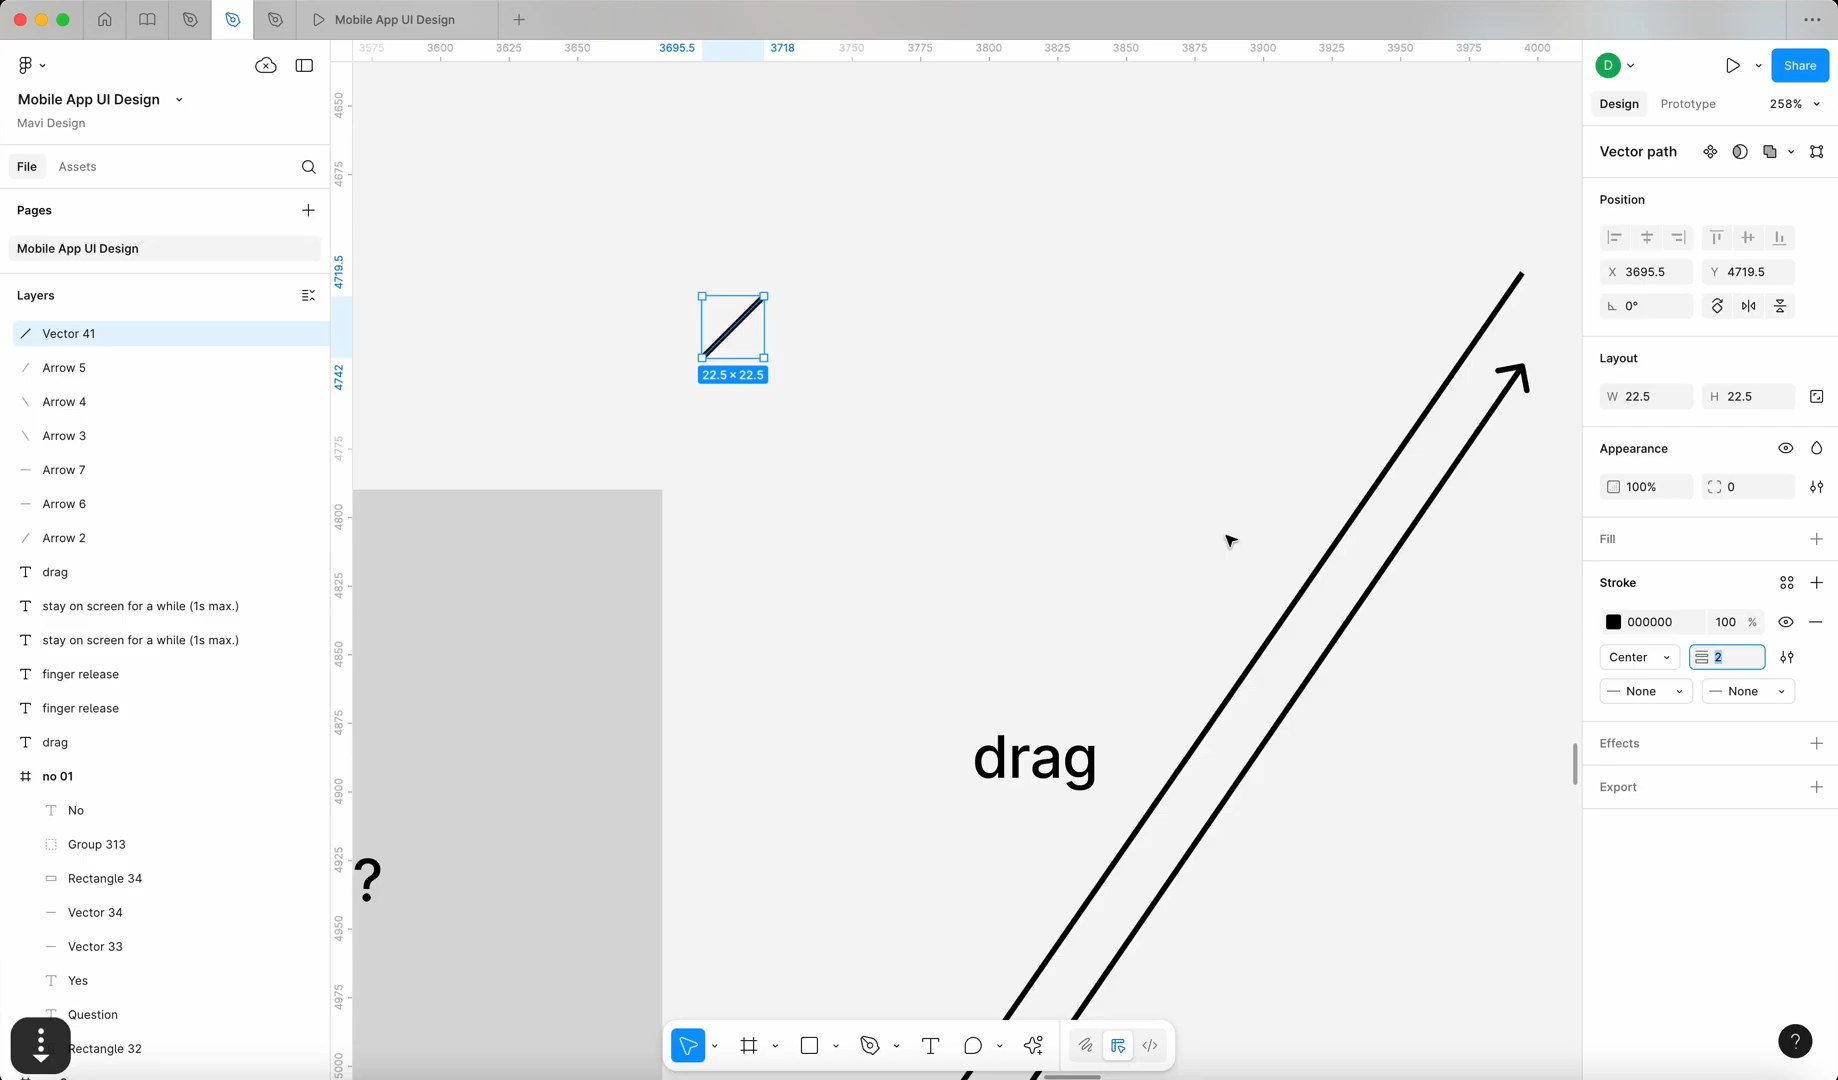 Mobile App UI Design
3575
3600
3625
3650
3695.5
3718
3750
3775
3800
3825
3850
3875
3900
3925
3950
3975
4000
D
Share
Mobile App UI Design
Mavi Design
Design
Prototype
258%
File
Assets
Vector path
Pages
Mobile App UI Design
Position
X 3695.5
Y 4719.5
0°
Layers
Vector 41
Arrow 5
Arrow 4
Arrow 3
Arrow 7
Arrow 6
Arrow 2
drag
stay on screen for a while (1s max.)
stay on screen for a while (1s max.)
finger release
finger release
drag
no 01
No
Group 313
Rectangle 34
Vector 34
Vector 33
Yes
Question
Rectangle 32
4650
4675
4719.5
4742
4775
4800
4825
4850
4875
4900
4925
4950
4975
5000
22.5 × 22.5
drag
?
Layout
W 22.5
H 22.5
Appearance
100%
0
Fill
Stroke
000000
100 %
Center
2
None
None
Effects
Export
?